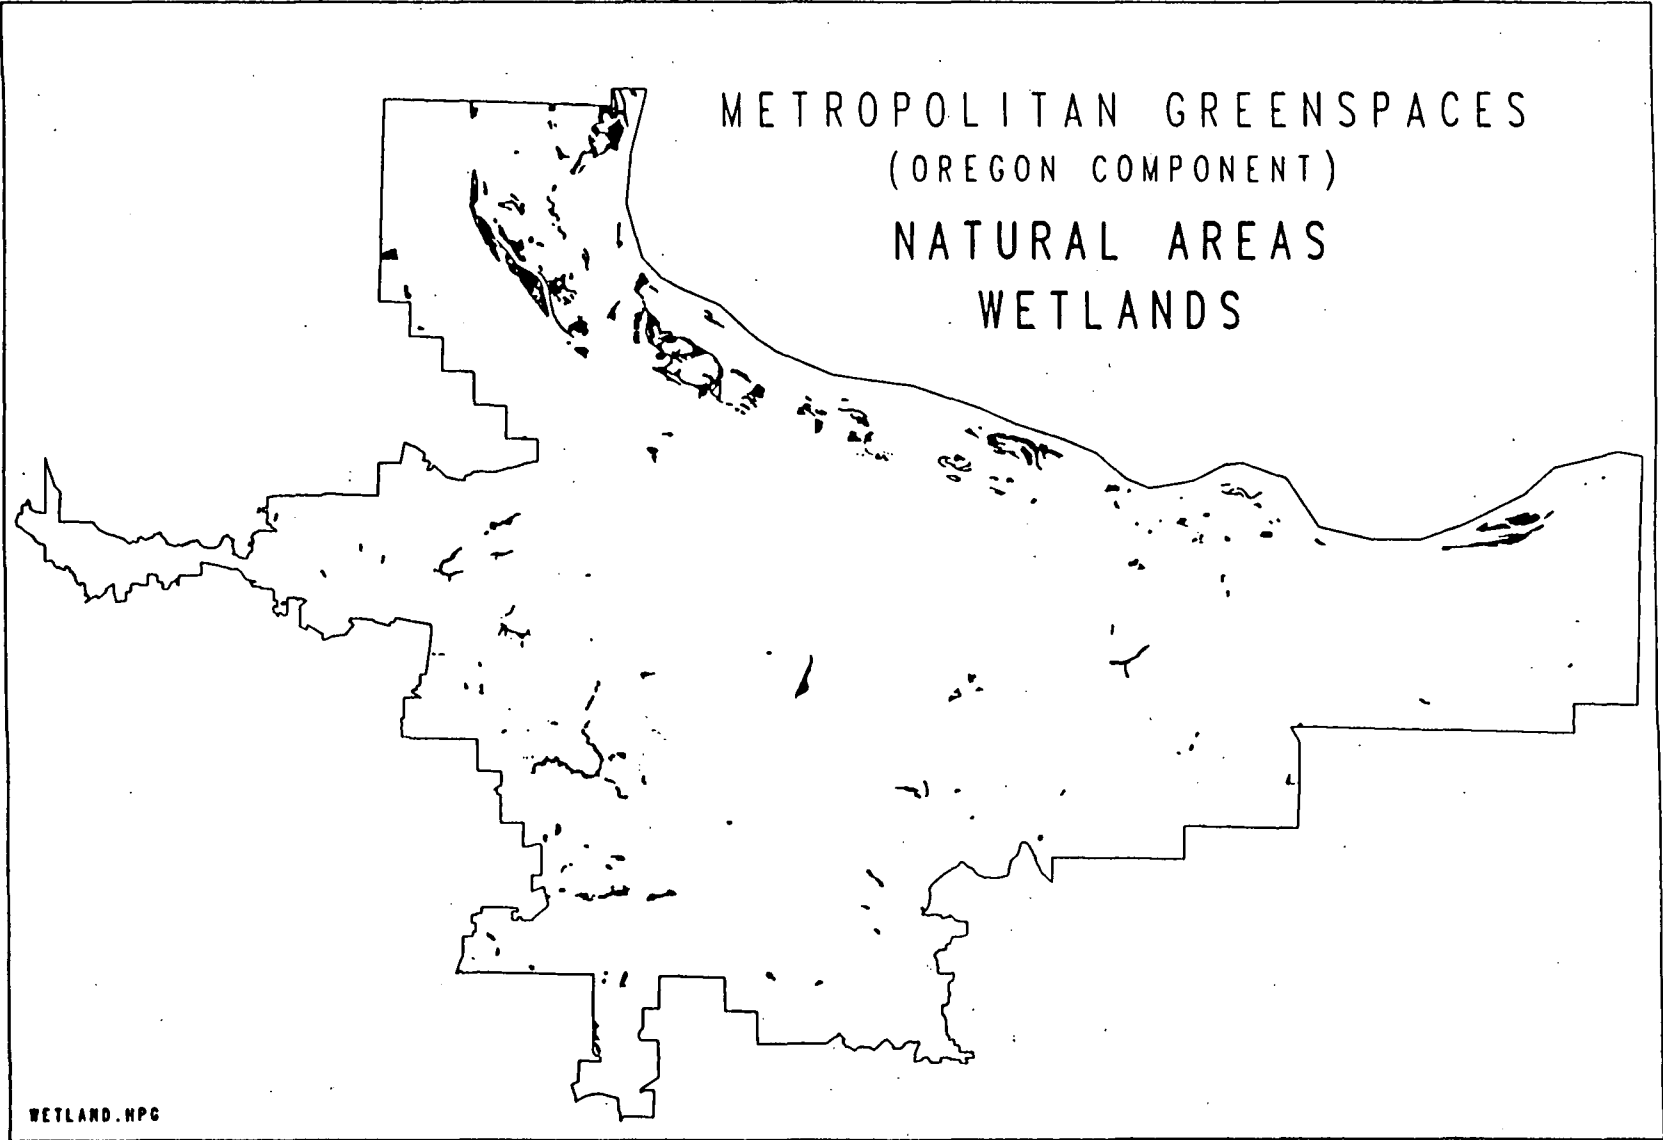 METROPOLITAN GREENSPACES
(OREGON COMPONENT)
NATURAL AREAS
WETLANDS
WETLAND.HPG